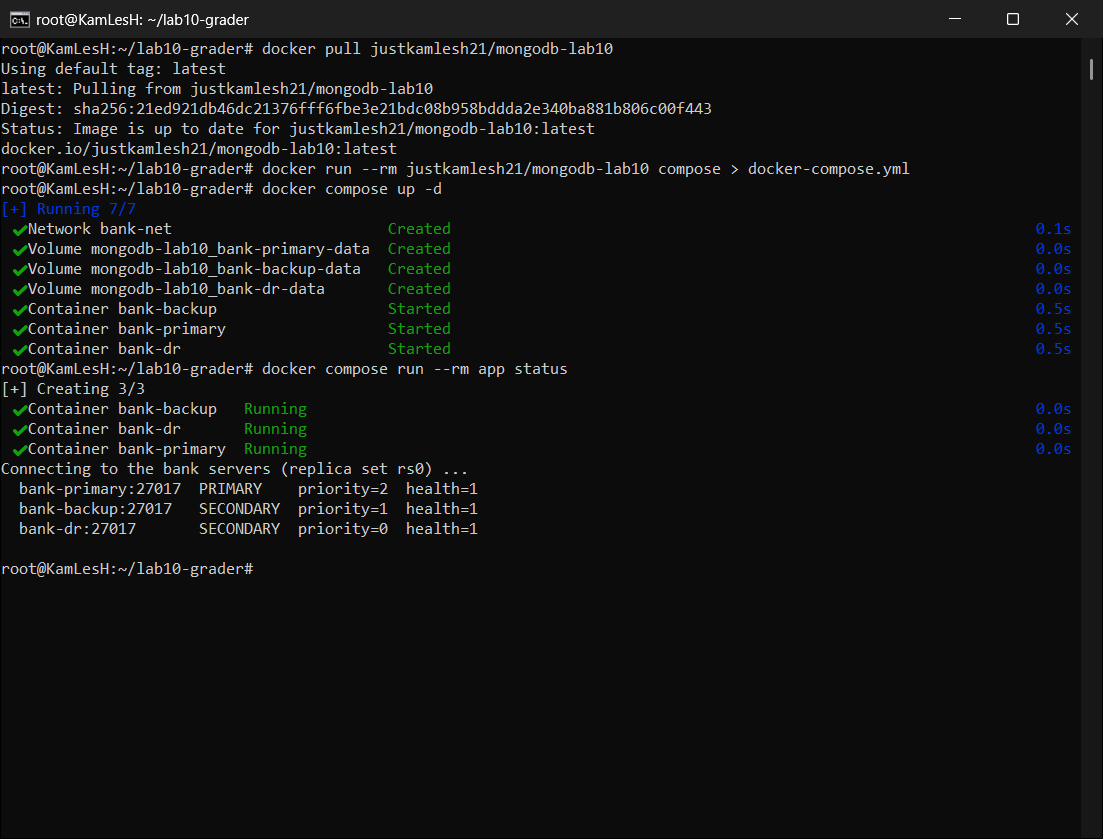 root@KamLesH: ~/lab10-grader
root@KamLesH:~/lab10-grader# docker pull justkamlesh21/mongodb-lab10
Using default tag: latest
latest: Pulling from justkamlesh21/mongodb-lab10
Digest: sha256:21ed921db46dc21376fff6fbe3e21bdc08b958bddda2e340ba881b806c00f443
Status: Image is up to date for justkamlesh21/mongodb-lab10:latest
docker.io/justkamlesh21/mongodb-lab10:latest
root@KamLesH:~/lab10-grader# docker run --rm justkamlesh21/mongodb-lab10 compose > docker-compose.yml
root@KamLesH:~/lab10-grader# docker compose up -d
[+] Running 7/7
✔Network bank-net Created 0.1s
✔Volume mongodb-lab10_bank-primary-data Created 0.0s
✔Volume mongodb-lab10_bank-backup-data Created 0.0s
✔Volume mongodb-lab10_bank-dr-data Created 0.0s
✔Container bank-backup Started 0.5s
✔Container bank-primary Started 0.5s
✔Container bank-dr Started 0.5s
root@KamLesH:~/lab10-grader# docker compose run --rm app status
[+] Creating 3/3
✔Container bank-backup Running 0.0s
✔Container bank-dr Running 0.0s
✔Container bank-primary Running 0.0s
Connecting to the bank servers (replica set rs0) ...
bank-primary:27017 PRIMARY priority=2 health=1
bank-backup:27017 SECONDARY priority=1 health=1
bank-dr:27017 SECONDARY priority=0 health=1
root@KamLesH:~/lab10-grader#